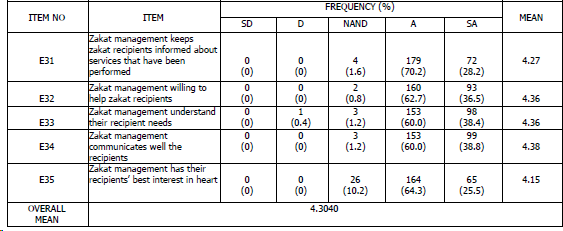 FREQUENCY (%)
ITEM NO ITEM SD D NAND A SA MEAN
Zakat management keeps
zakat recipients informed about
E31 services that have been 0 0 4 179 72 4.27
performed (0) (0) (1.6) (70.2) (28.2)
Zakat management willing to 0 0 2 160 93
E32 help zakat recipients (0) (0) (0.8) (62.7) (36.5) 4.36
Zakat management understand 0 1 3 153 98
E33 their recipient needs (0) (0.4) (1.2) (60.0) (38.4) 4.36
Zakat management 0 0 3 153 99
E34 communicates well the (0) (0) (1.2) (60.0) (38.8) 4.38
recipients
Zakat management has their
E35 recipients' best interest in heart 0 0 26 164 65 4.15
(0) (0) (10.2) (64.3) (25.5)
OVERALL 4.3040
MEAN